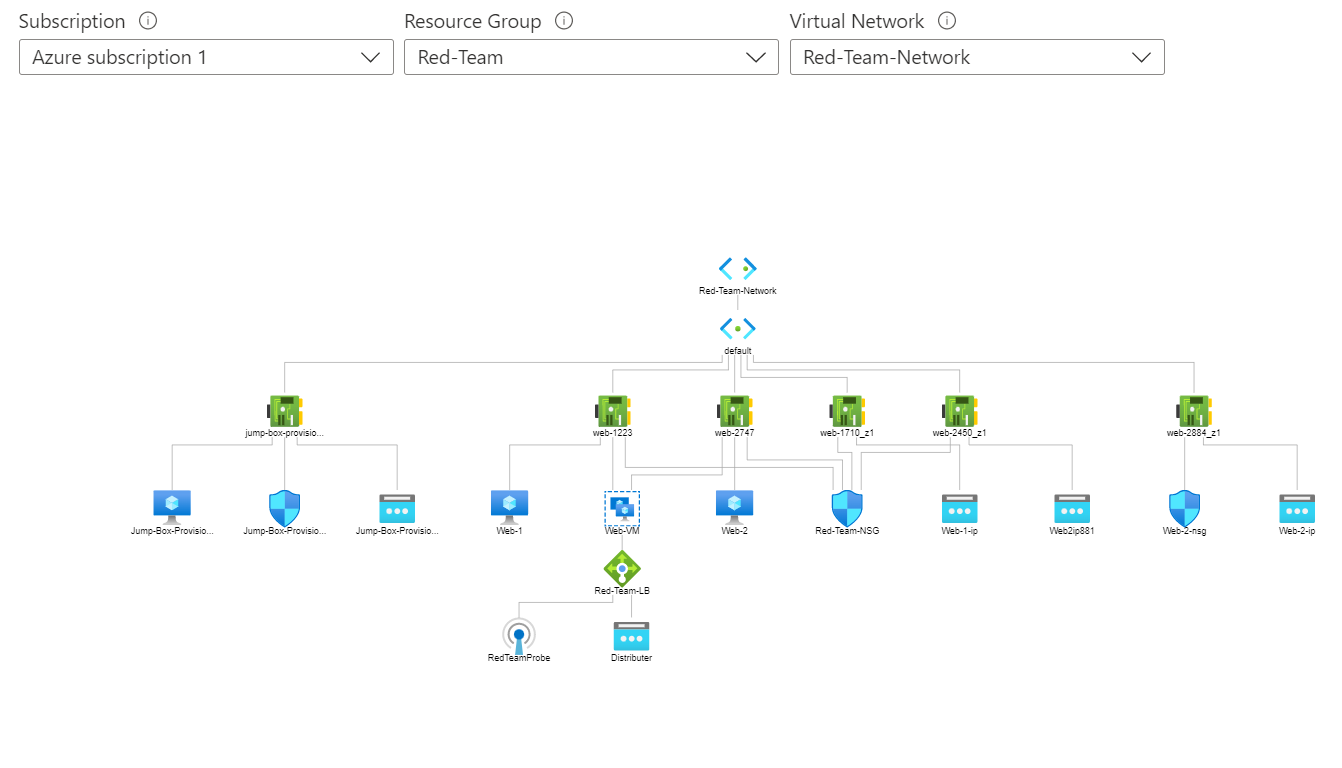 Subscription Resource Group Virtual Network
Azure subscription 1 Red-Team Red-Team-Network
Red-Team-Network
default
jump-box-provisio... web-1223 web-2747 web-1710_z1 web-2450_z1 web-2884_z1
Jump-Box-Provisio... Jump-Box-Provisio... Jump-Box-Provisio... Web-1 Web-VM Web-2 Red-Team-NSG Web-1-ip Web2ip881 Web-2-nsg Web-2-ip
Red-Team-LB
RedTeamProbe Distributer